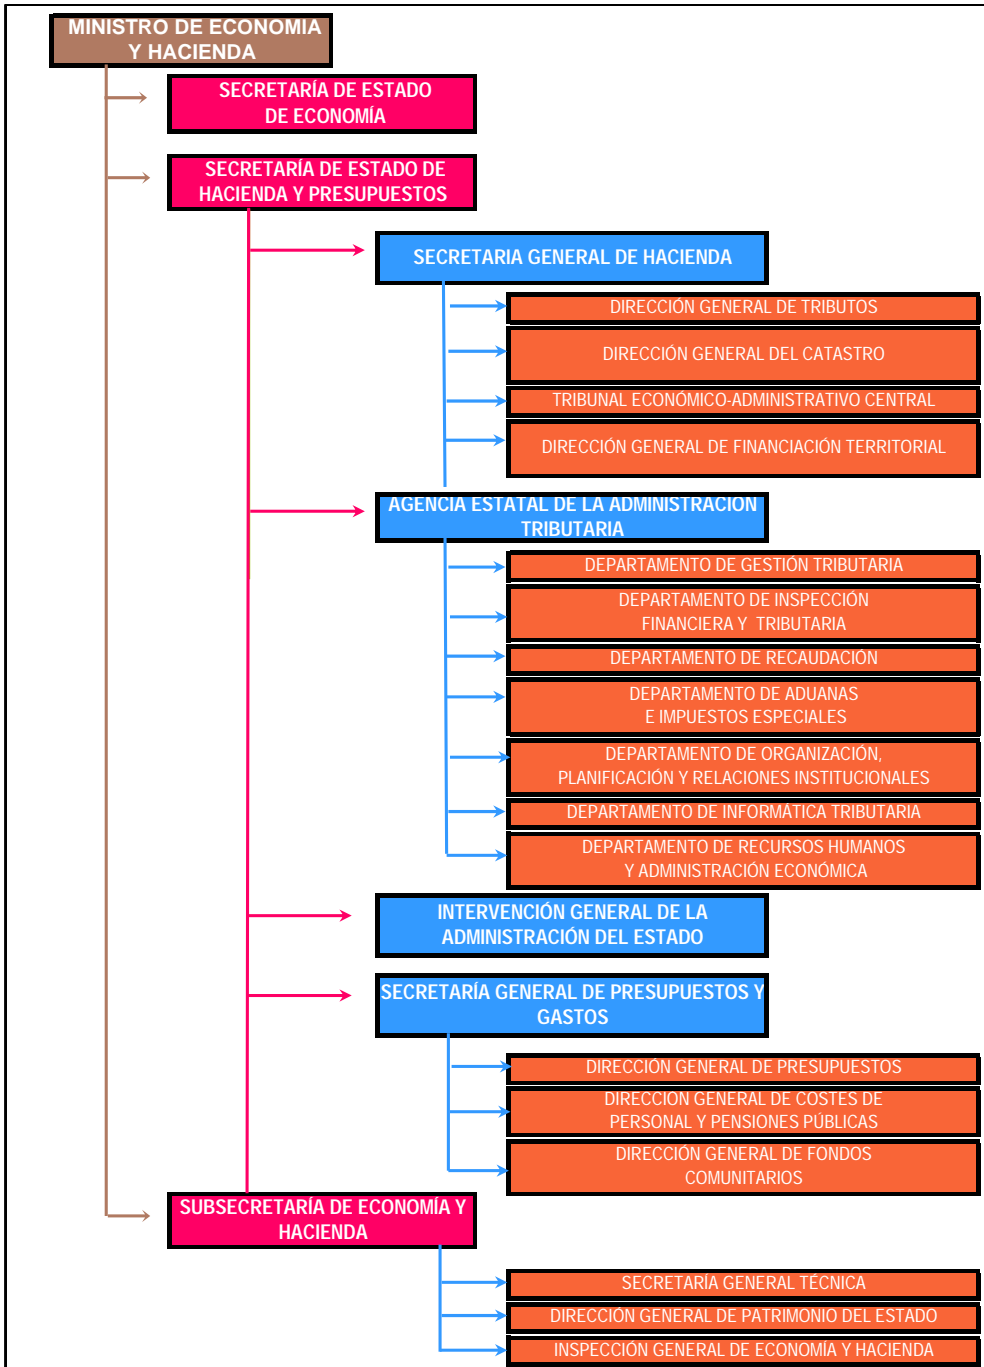 MINISTRO DE ECONOMIA
Y HACIENDA
SECRETARÍA DE ESTADO
DE ECONOMÍA
SECRETARÍA DE ESTADO DE
HACIENDA Y PRESUPUESTOS
SECRETARIA GENERAL DE HACIENDA
DIRECCIÓN GENERAL DE TRIBUTOS
DIRECCIÓN GENERAL DEL CATASTRO
TRIBUNAL ECONÓMICO-ADMINISTRATIVO CENTRAL
DIRECCIÓN GENERAL DE FINANCIACIÓN TERRITORIAL
AGENCIA ESTATAL DE LA ADMINISTRACIÓN
TRIBUTARIA
DEPARTAMENTO DE GESTIÓN TRIBUTARIA
DEPARTAMENTO DE INSPECCIÓN
FINANCIERA Y TRIBUTARIA
DEPARTAMENTO DE RECAUDACIÓN
DEPARTAMENTO DE ADUANAS
E IMPUESTOS ESPECIALES
DEPARTAMENTO DE ORGANIZACIÓN,
PLANIFICACIÓN Y RELACIONES INSTITUCIONALES
DEPARTAMENTO DE INFORMÁTICA TRIBUTARIA
DEPARTAMENTO DE RECURSOS HUMANOS
Y ADMINISTRACIÓN ECONÓMICA
INTERVENCIÓN GENERAL DE LA
ADMINISTRACIÓN DEL ESTADO
SECRETARÍA GENERAL DE PRESUPUESTOS Y
GASTOS
DIRECCIÓN GENERAL DE PRESUPUESTOS
DIRECCIÓN GENERAL DE COSTES DE
PERSONAL Y PENSIONES PÚBLICAS
DIRECCIÓN GENERAL DE FONDOS
COMUNITARIOS
SUBSECRETARÍA DE ECONOMÍA Y
HACIENDA
SECRETARÍA GENERAL TÉCNICA
DIRECCIÓN GENERAL DE PATRIMONIO DEL ESTADO
INSPECCIÓN GENERAL DE ECONOMÍA Y HACIENDA